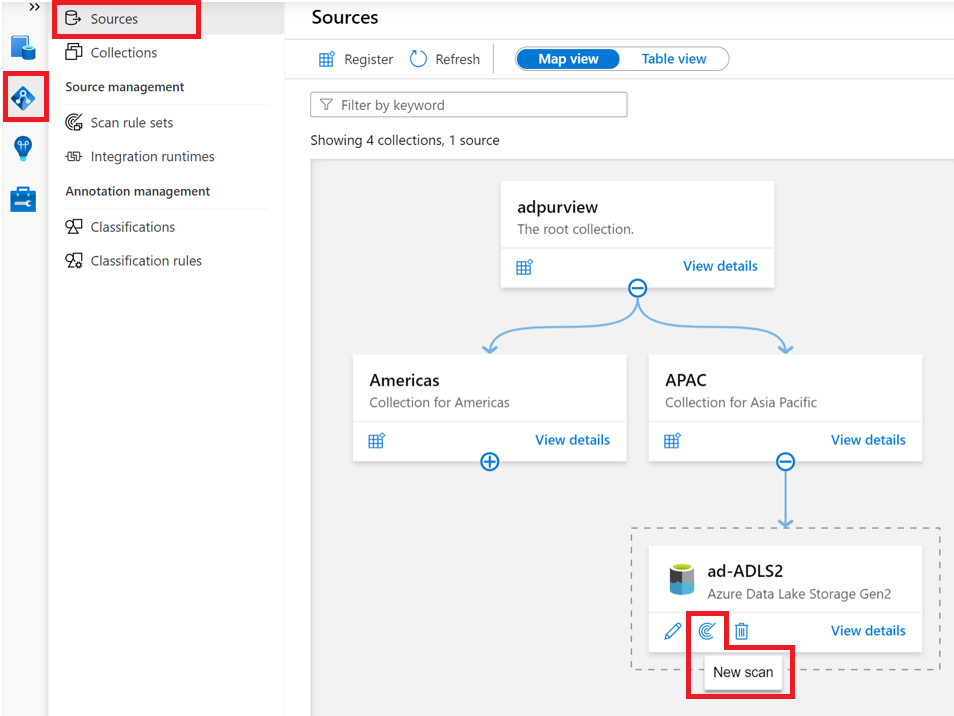 Sources
Collections
Source management
Scan rule sets
Integration runtimes
Annotation management
Classifications
Classification rules
Sources
Register
Refresh
Map view
Table view
Filter by keyword
Showing 4 collections, 1 source
adpurview
The root collection.
View details
Americas
Collection for Americas
View details
APAC
Collection for Asia Pacific
View details
ad-ADLS2
Azure Data Lake Storage Gen2
View details
New scan